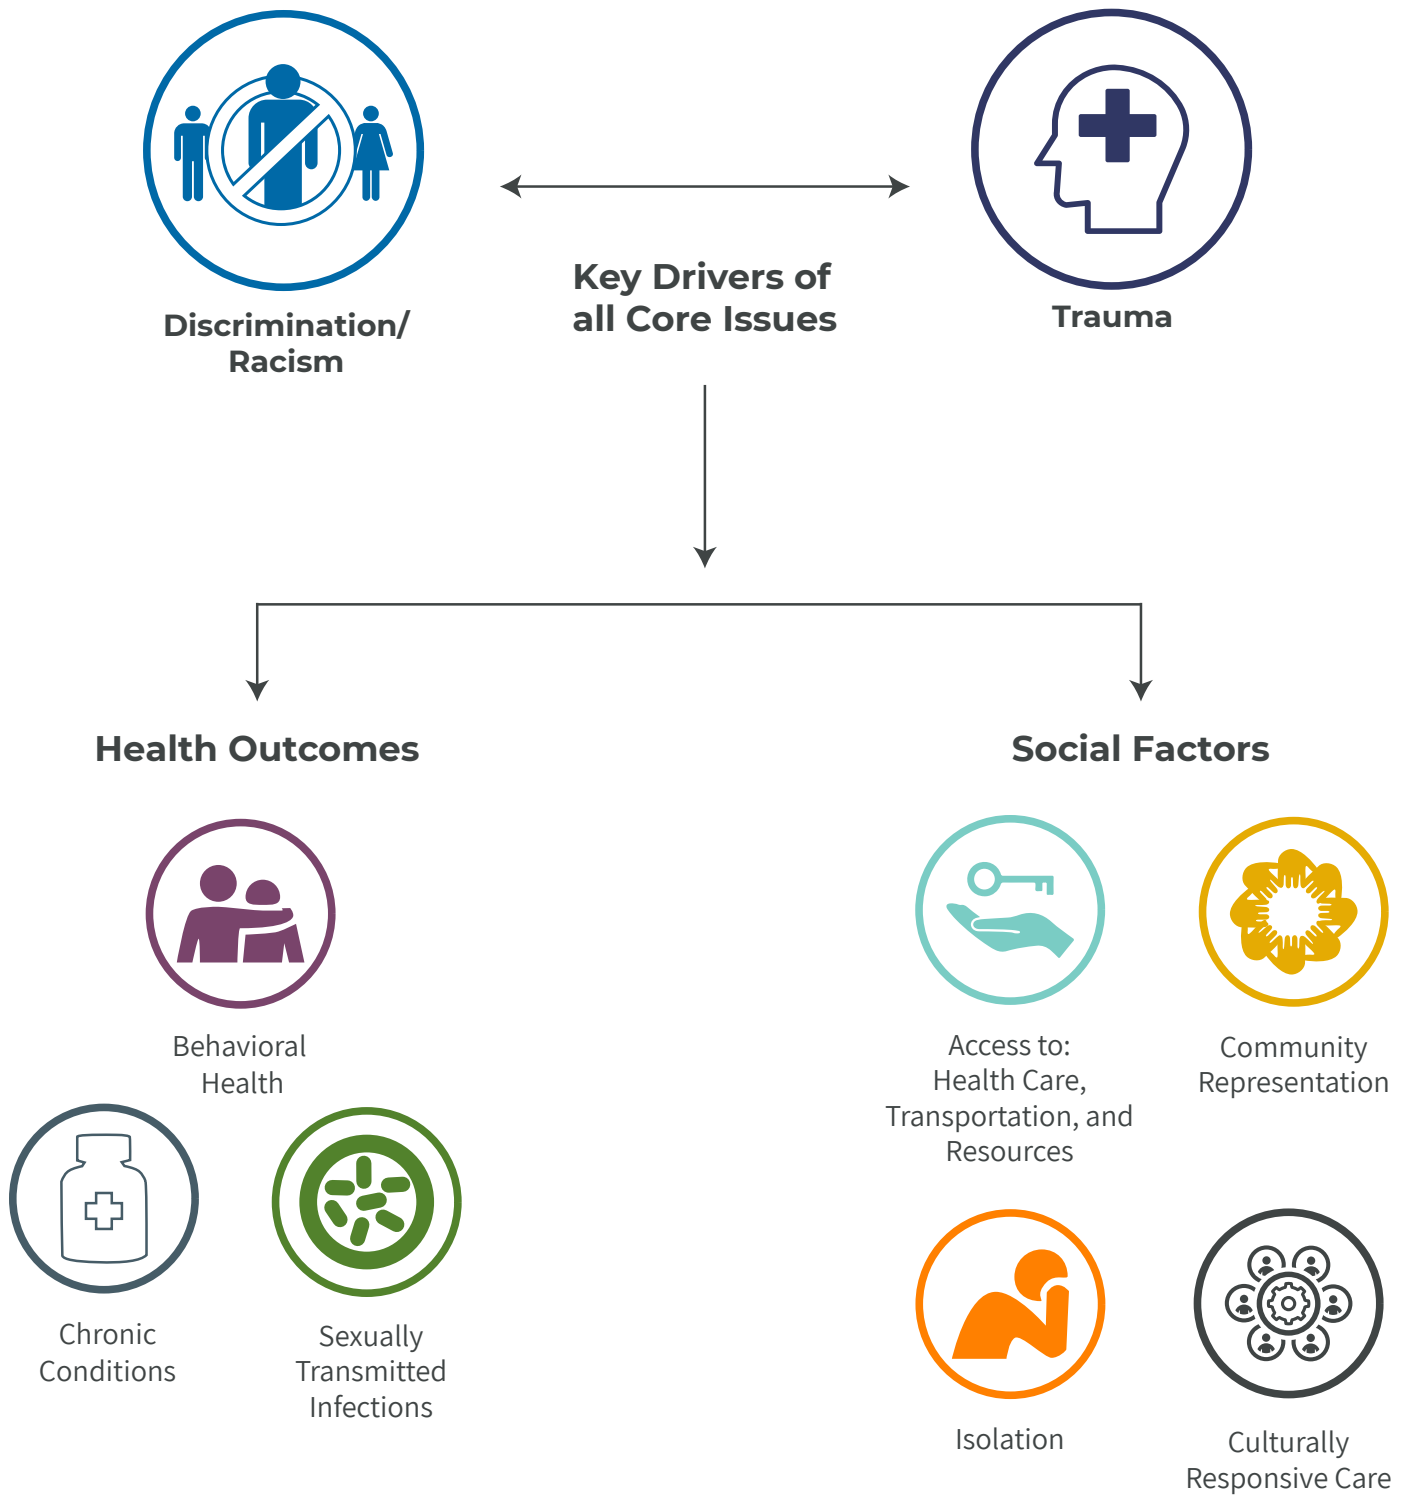 Discrimination/
Racism
Key Drivers of
all Core Issues
Trauma
Health Outcomes
Behavioral
Health
Chronic
Conditions
Sexually
Transmitted
Infections
Social Factors
Access to:
Health Care,
Transportation, and
Resources
Community
Representation
Isolation
Culturally
Responsive Care